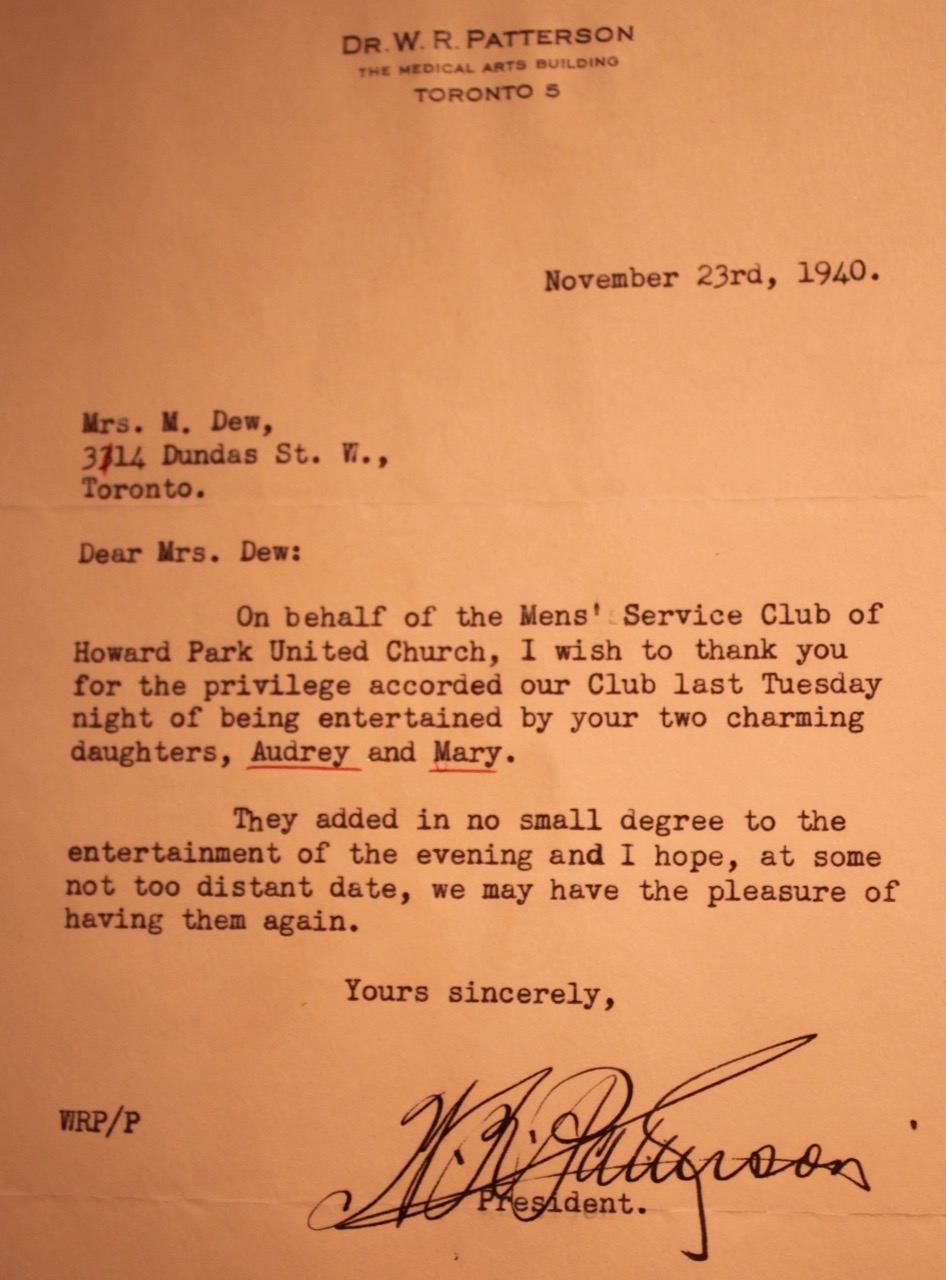 DR. W. R. PATTERSON
THE MEDICAL ARTS BUILDING
TORONTO 5
November 23rd, 1940.
Mrs. M. Dew,
3714 Dundas St. W.,
Toronto.
Dear Mrs. Dew:
On behalf of the Mens' Service Club of
Howard Park United Church, I wish to thank you
for the privilege accorded our Club last Tuesday
night of being entertained by your two charming
daughters, Audrey and Mary.
They added in no small degree to the
entertainment of the evening and I hope, at some
not too distant date, we may have the pleasure of
having them again.
Yours sincerely,
W. R. Patterson
WRP/P
President.